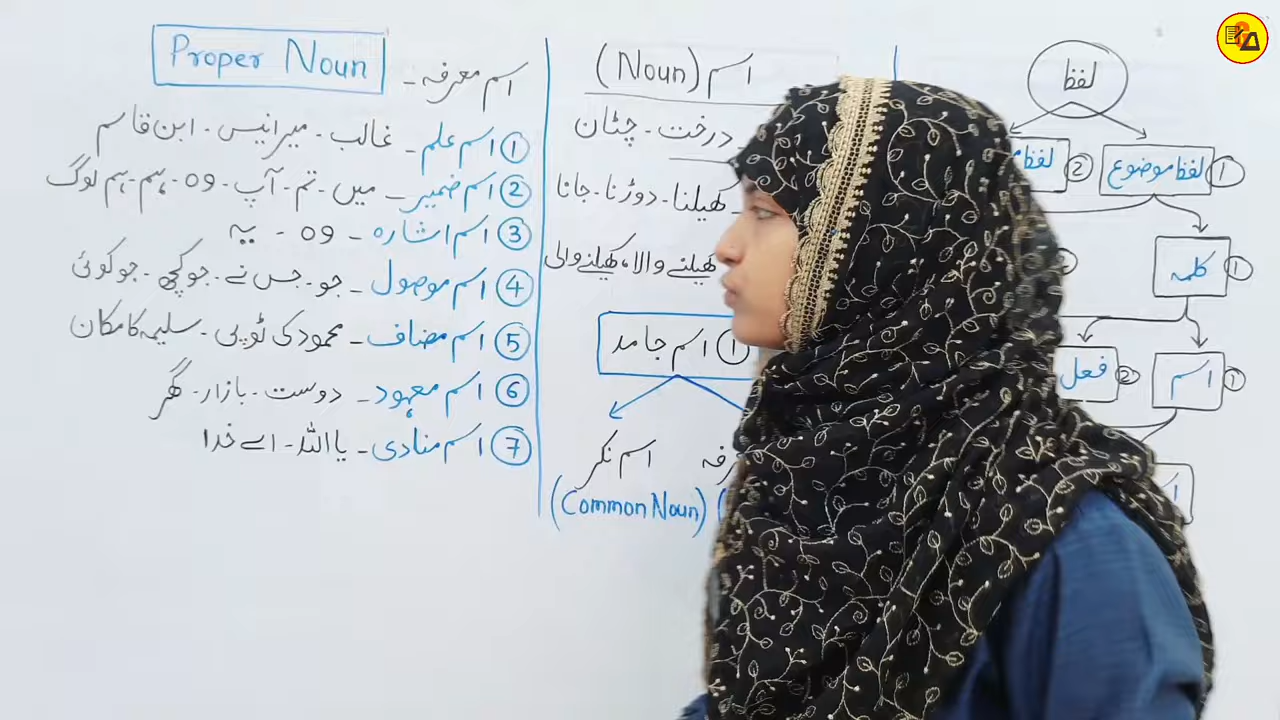 Proper Noun
اسم معرفہ ۔
① اسم علم ۔ غالب ۔ میرانیس ۔ ابن قاسم
② اسم ضمیر ۔ میں ۔ تم ۔ آپ ۔ وہ ۔ ہم ۔ ہم لوگ
③ اسم اشارہ ۔ وہ ۔ یہ
④ اسم موصول ۔ جو ۔ جس نے ۔ جو کچھ ۔ جو کوئی
⑤ اسم مضاف ۔ محمود کی ٹوپی ۔ سلیمہ کا مکان
⑥ اسم معہود ۔ دوست ۔ بازار ۔ گھر
⑦ اسم منادی ۔ یا اللہ ۔ اے خدا
اسم (Noun)
درخت ۔ چٹان
۔ کھیلنا ۔ دوڑنا ۔ جانا
کھیلنے والا، کھیلنے والی
① اسم جامد
اسم نکر
(Common Noun)
لفظ
① لفظ موضوع
② لفظ
① کلمہ
① اسم
② فعل